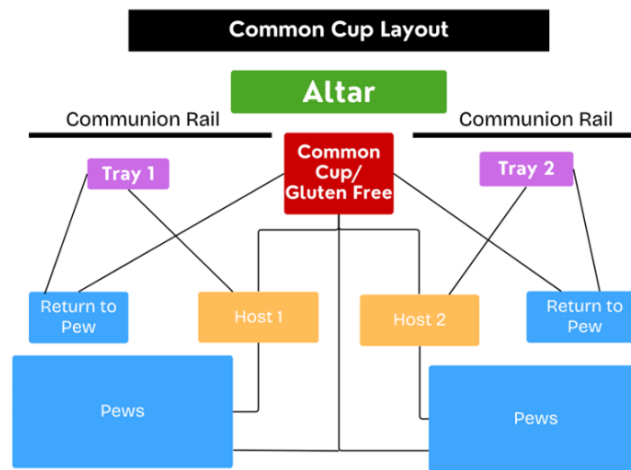 Common Cup Layout
Altar
Communion Rail
Communion Rail
Common
Cup/
Gluten Free
Tray 1
Tray 2
Return to
Pew
Host 1
Host 2
Return to
Pew
Pews
Pews